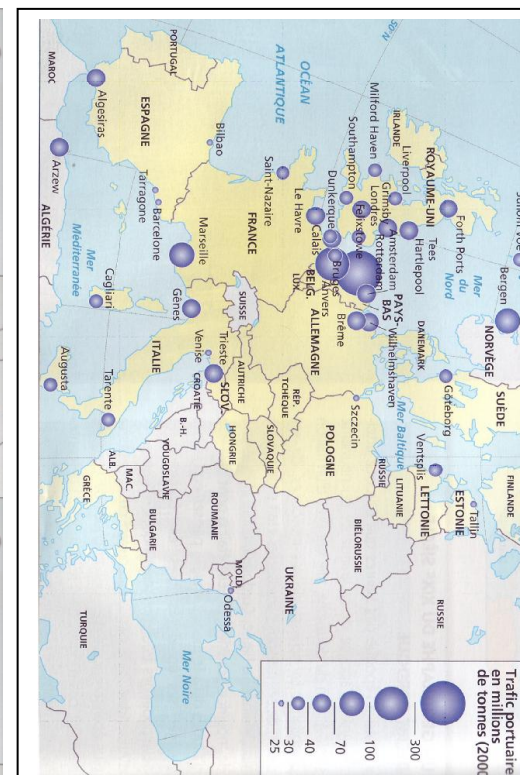 Trafic portuaire
en millions
de tonnes (200
300
100
70
40
30
25
50°N
OCÉAN
ATLANTIQUE
PORTUGAL
MAROC
ESPAGNE
Algesiras
Arzew
ALGÉRIE
Bilbao
Tarragone
Barcelone
Mer
Méditerranée
Saint-Nazaire
FRANCE
Marseille
Cagliari
IRLANDE
ROYAUME-UNI
Milford Haven
Liverpool
Southampton
Londres
Grimsby
Felixstowe
Dunkerque
Le Havre
Calais
Forth Ports
Tees
Hartlepool
Mer
du
Nord
Amsterdam
Rotterdam
PAYS-
BAS
Bruges
BELG.
Anvers
LUX.
ALLEMAGNE
Brême
Wilhelmshaven
SUISSE
Gênes
ITALIE
Venise
Trieste
SLOV.
CROATIE
Augusta
Tarente
Bergen
NORVÈGE
DANEMARK
SUÈDE
Göteborg
Mer Baltique
Szczecin
POLOGNE
RÉP.
TCHÈQUE
AUTRICHE
SLOVAQUIE
HONGRIE
B.-H.
YOUGOSLAVIE
ALB.
MAC.
GRÈCE
BULGARIE
ROUMANIE
MOLD.
Odessa
UKRAINE
BIÉLORUSSIE
RUSSIE
LITUANIE
LETTONIE
Ventspils
ESTONIE
Tallin
FINLANDE
RUSSIE
Mer Noire
TURQUIE